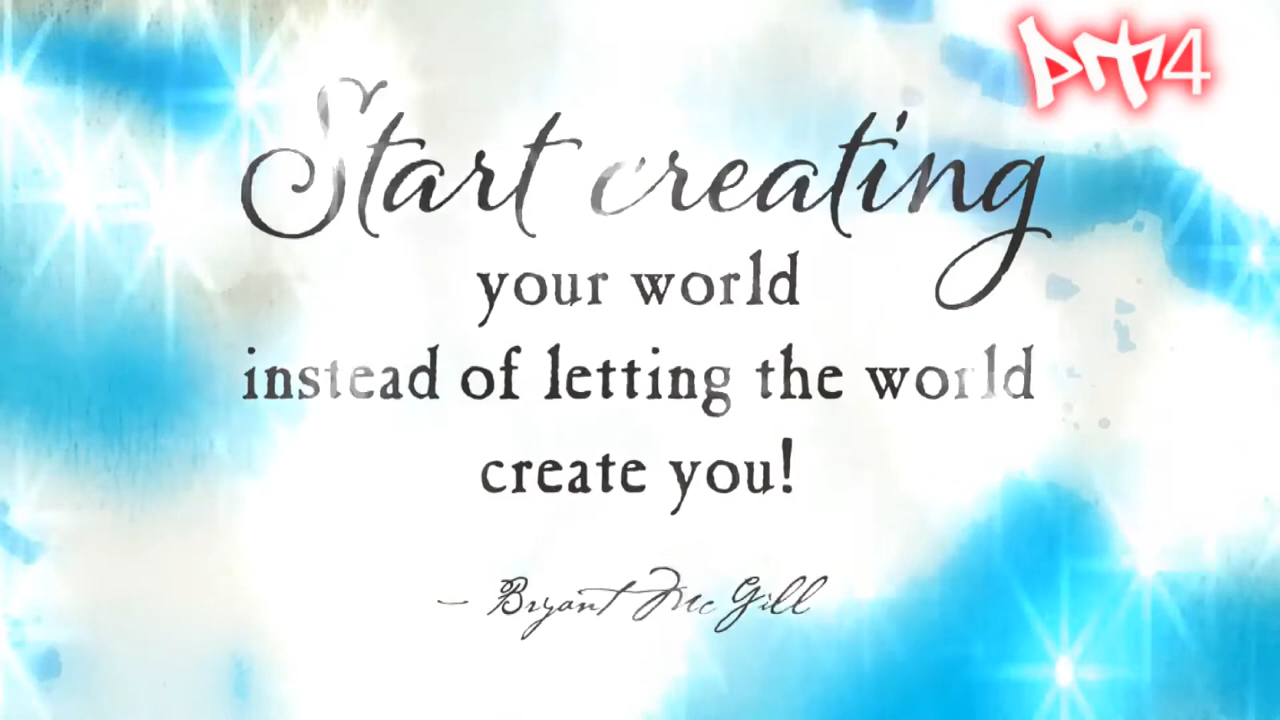 Start creating
your world
instead of letting the world
create you!
– Bryant McGill